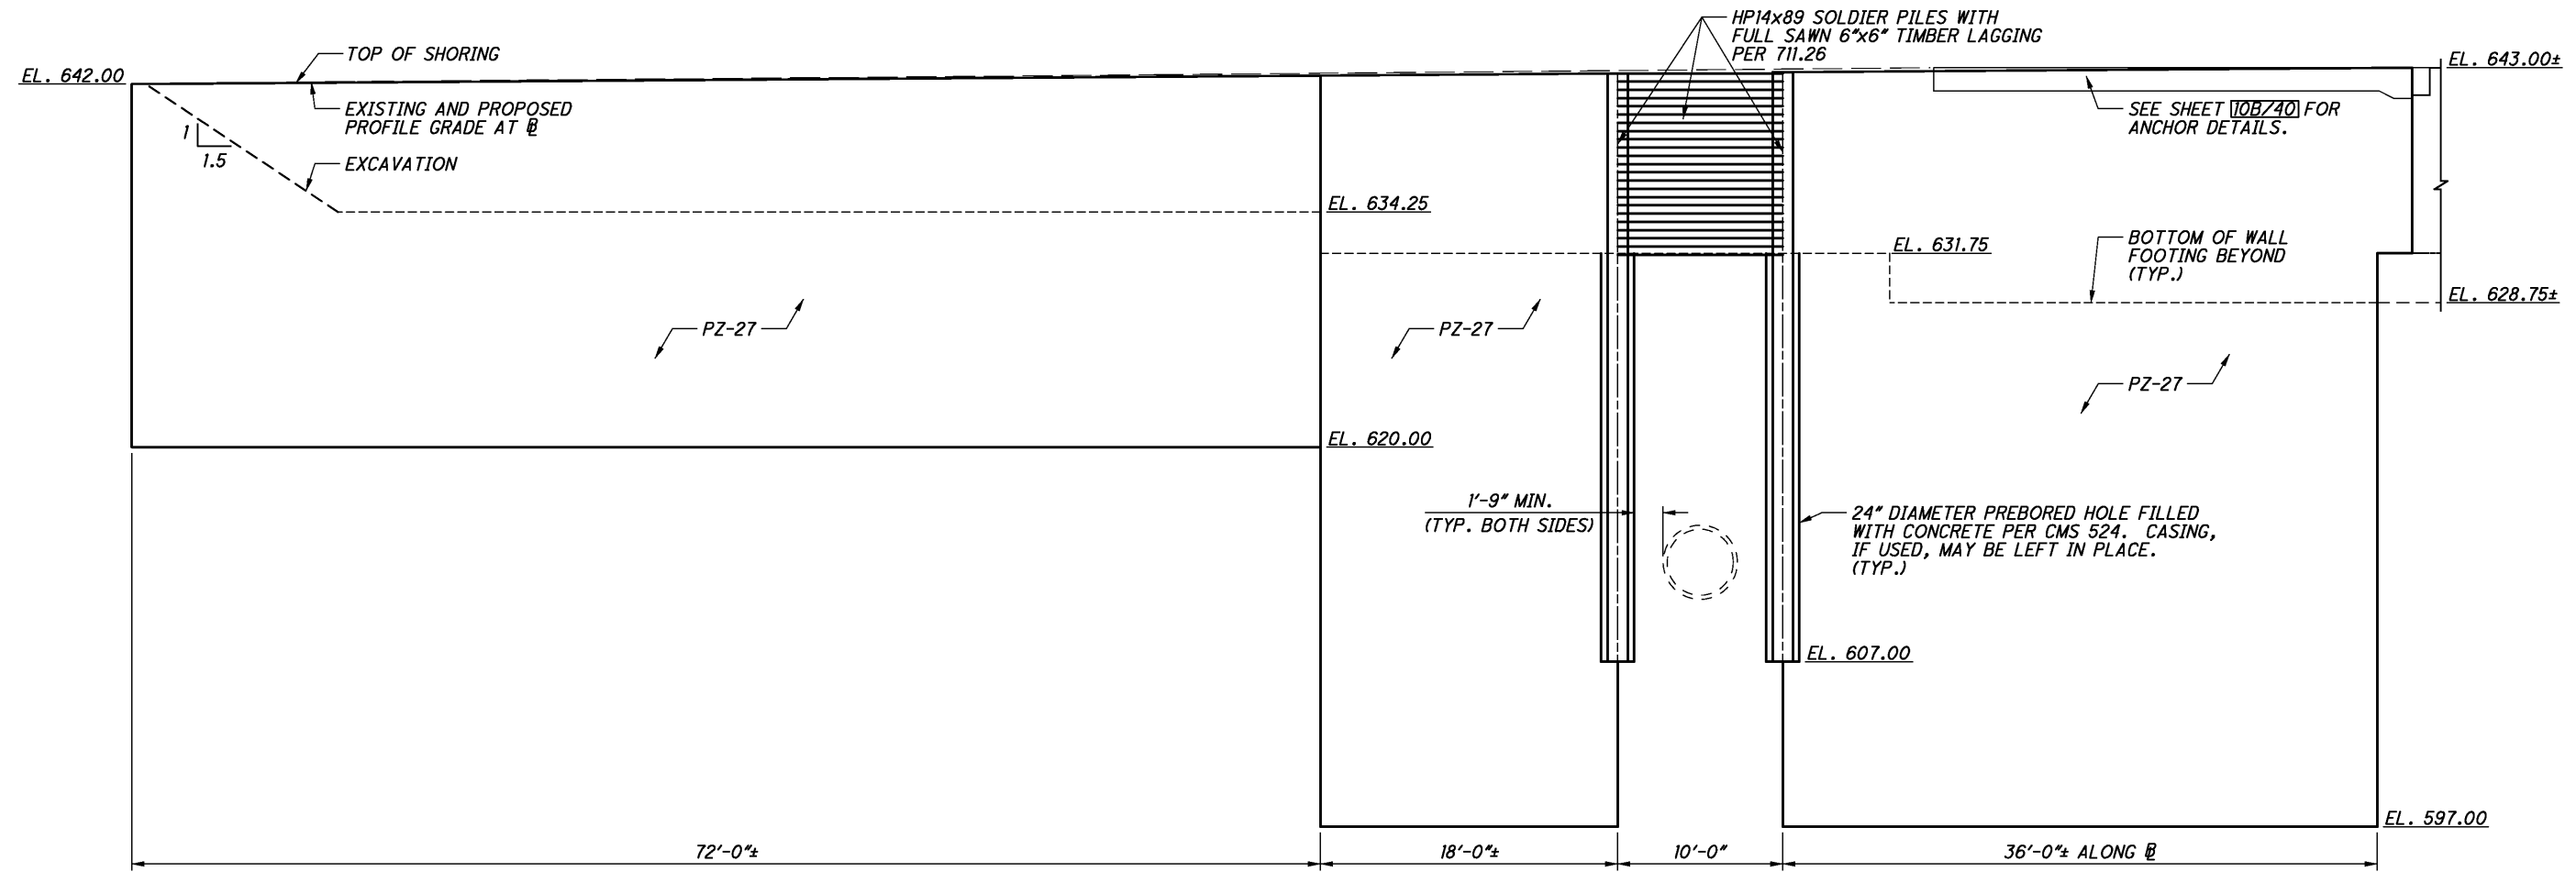 HP14x89 SOLDIER PILES WITH
FULL SAWN 6"x6" TIMBER LAGGING
PER 711.26
TOP OF SHORING
EL. 642.00
EL. 643.00±
EXISTING AND PROPOSED
PROFILE GRADE AT BL
1
1.5
EXCAVATION
SEE SHEET 10B/40 FOR
ANCHOR DETAILS.
EL. 634.25
EL. 631.75
BOTTOM OF WALL
FOOTING BEYOND
(TYP.)
EL. 628.75±
PZ-27
PZ-27
PZ-27
EL. 620.00
1'-9" MIN.
(TYP. BOTH SIDES)
24" DIAMETER PREBORED HOLE FILLED
WITH CONCRETE PER CMS 524. CASING,
IF USED, MAY BE LEFT IN PLACE.
(TYP.)
EL. 607.00
EL. 597.00
72'-0"±
18'-0"±
10'-0"
36'-0"± ALONG BL